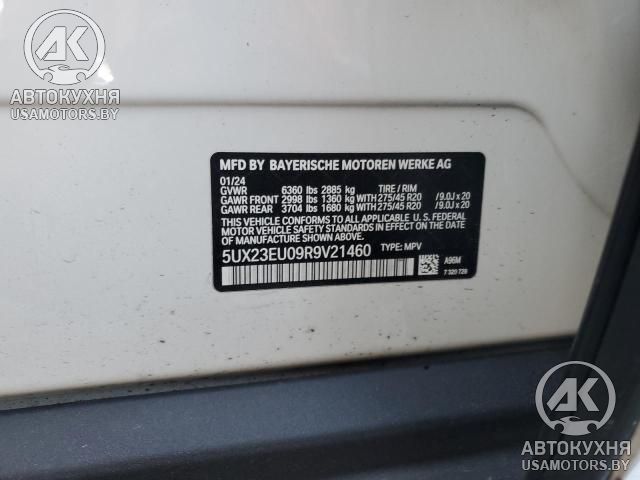 АК
АВТОКУХНЯ
USAMOTORS.BY
MFD BY BAYERISCHE MOTOREN WERKE AG
01/24
GVWR 6360 lbs 2885 kg TIRE / RIM
GAWR FRONT 2998 lbs 1360 kg WITH 275/45 R20 / 9.0J x 20
GAWR REAR 3704 lbs 1680 kg WITH 275/45 R20 / 9.0J x 20
THIS VEHICLE CONFORMS TO ALL APPLICABLE U. S. FEDERAL
MOTOR VEHICLE SAFETY STANDARDS IN EFFECT ON THE DATE
OF MANUFACTURE SHOWN ABOVE.
5UX23EU09R9V21460 TYPE: MPV
A96M
7 320 728
АК
АВТОКУХНЯ
USAMOTORS.BY